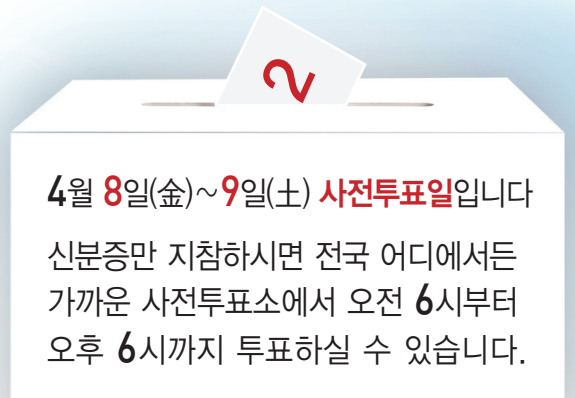 2
4월 8일(金)~9일(土) 사전투표일입니다
신분증만 지참하시면 전국 어디에서든
가까운 사전투표소에서 오전 6시부터
오후 6시까지 투표하실 수 있습니다.